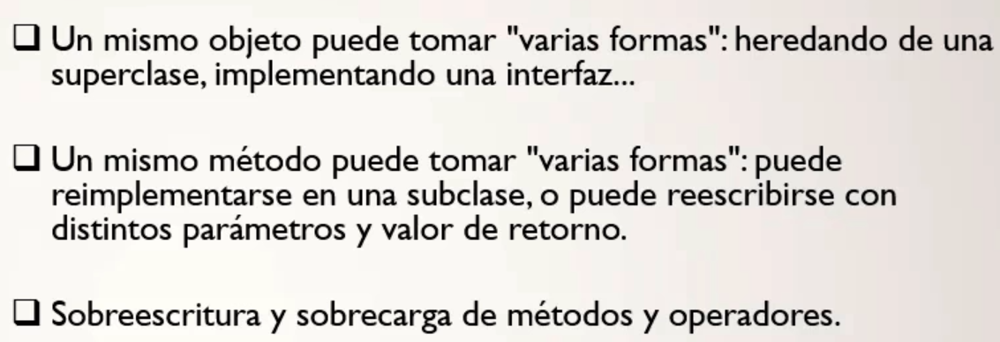 ❑ Un mismo objeto puede tomar "varias formas": heredando de una
superclase, implementando una interfaz...
❑ Un mismo método puede tomar "varias formas": puede
reimplementarse en una subclase, o puede reescribirse con
distintos parámetros y valor de retorno.
❑ Sobreescritura y sobrecarga de métodos y operadores.